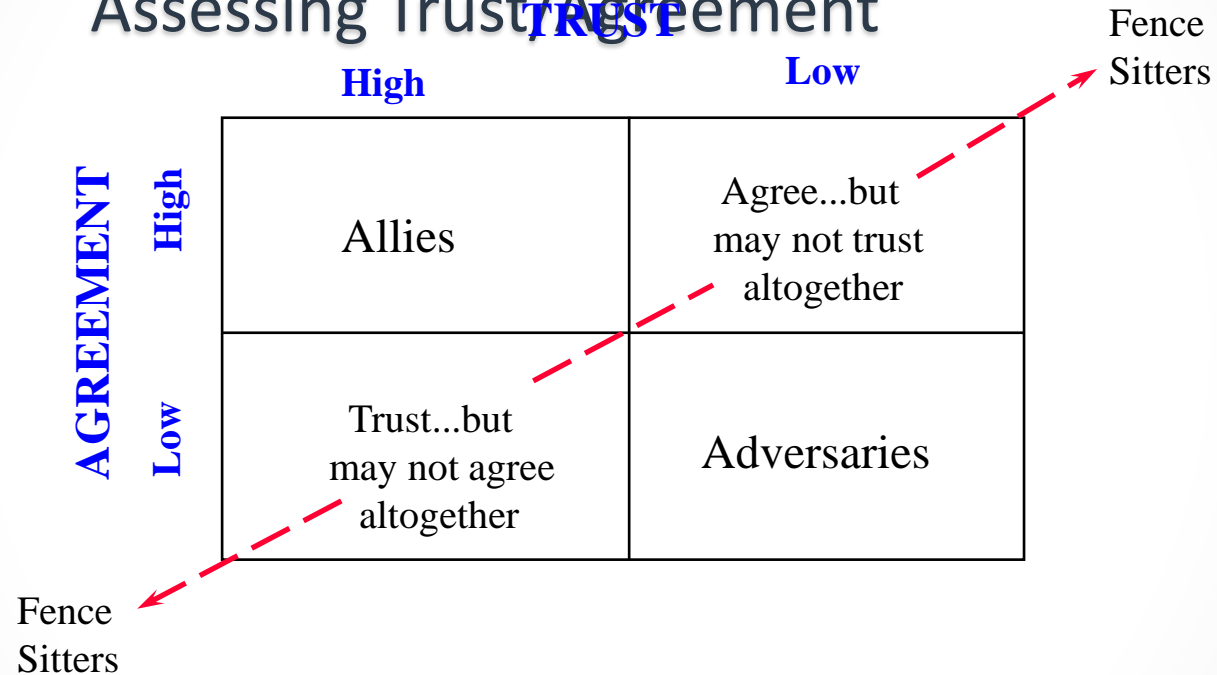 Assessing Trust/Agreement
TRUST
High
Low
Fence
Sitters
AGREEMENT
High
Low
Allies
Agree...but
may not trust
altogether
Trust...but
may not agree
altogether
Adversaries
Fence
Sitters